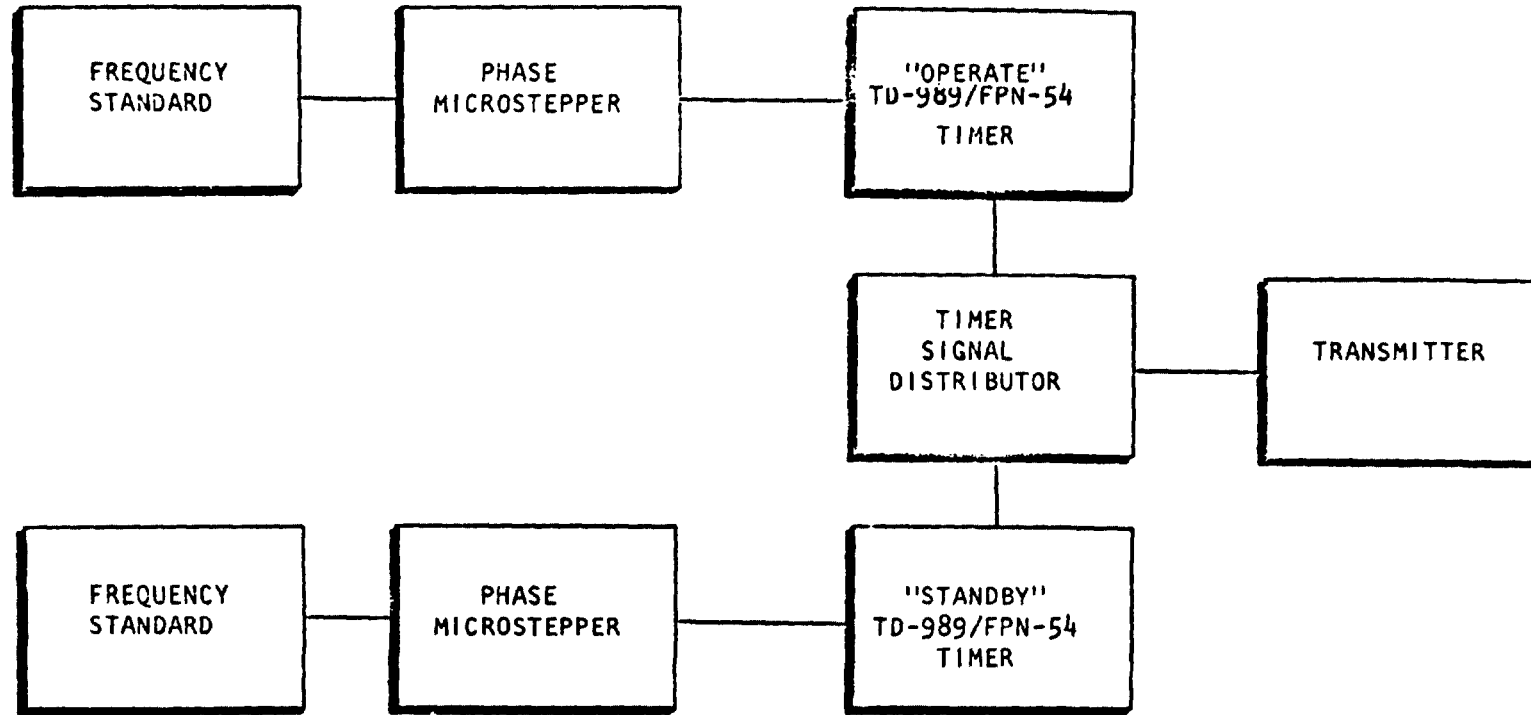 FREQUENCY
STANDARD
PHASE
MICROSTEPPER
"OPERATE"
TD-989/FPN-54
TIMER
TIMER
SIGNAL
DISTRIBUTOR
TRANSMITTER
FREQUENCY
STANDARD
PHASE
MICROSTEPPER
"STANDBY"
TD-989/FPN-54
TIMER